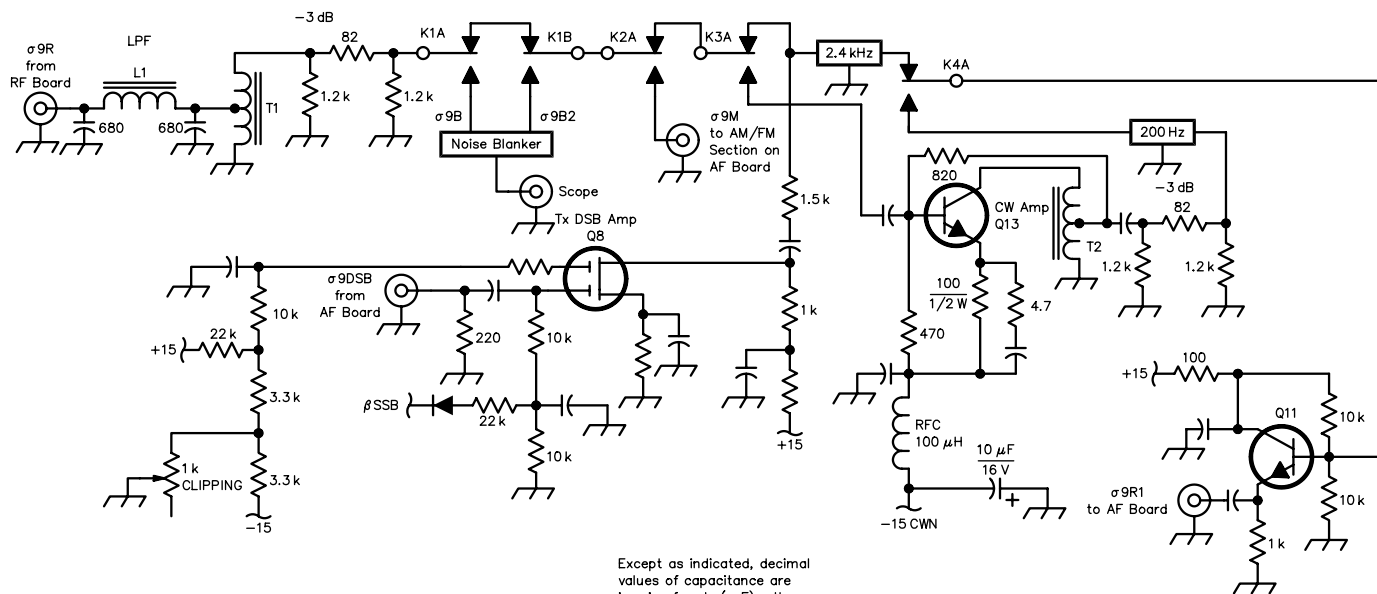 −3 dB
σ9R
from
RF Board
LPF
82
K1A
K1B
K2A
K3A
2.4 kHz
K4A
L1
T1
1.2 k
1.2 k
680
680
σ9B
σ9B2
Noise Blanker
σ9M
to AM/FM
Section on
AF Board
200 Hz
Scope
820
−3 dB
82
1.5 k
CW Amp
Q13
T2
1.2 k
1.2 k
Tx DSB Amp
Q8
σ9DSB
from
AF Board
100
1/2 W
4.7
10 k
220
10 k
1 k
470
+15
22 k
3.3 k
βSSB
22 k
+15
100
+15
Q11
10 k
RFC
100 μH
10 μF
16 V
+
1 k
CLIPPING
3.3 k
10 k
−15
−15 CWN
σ9R1
to AF Board
10 k
1 k
Except as indicated, decimal
values of capacitance are